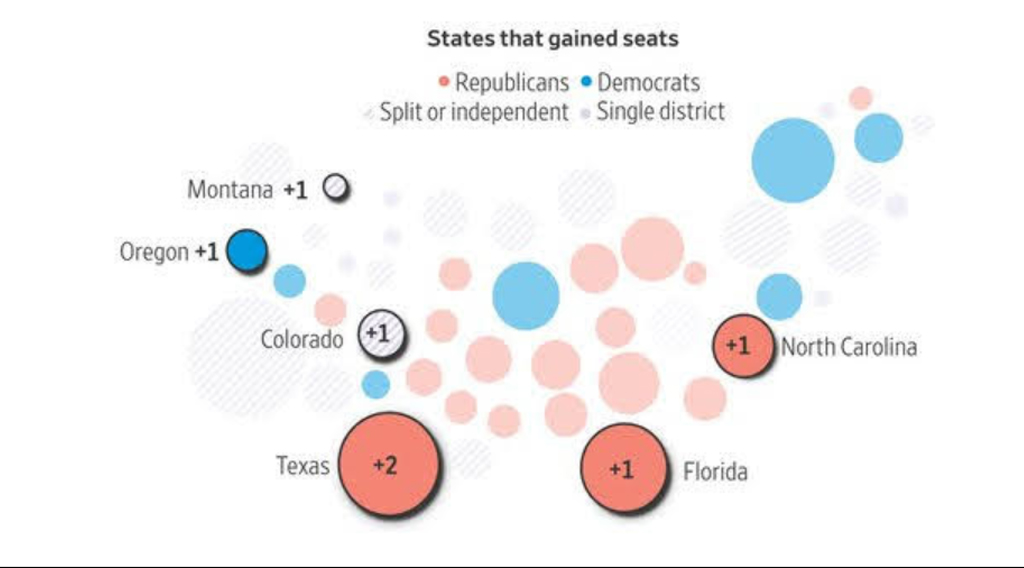 States that gained seats
Republicans Democrats
Split or independent Single district
Montana +1
Oregon +1
Colorado +1
+1 North Carolina
Texas +2
+1 Florida